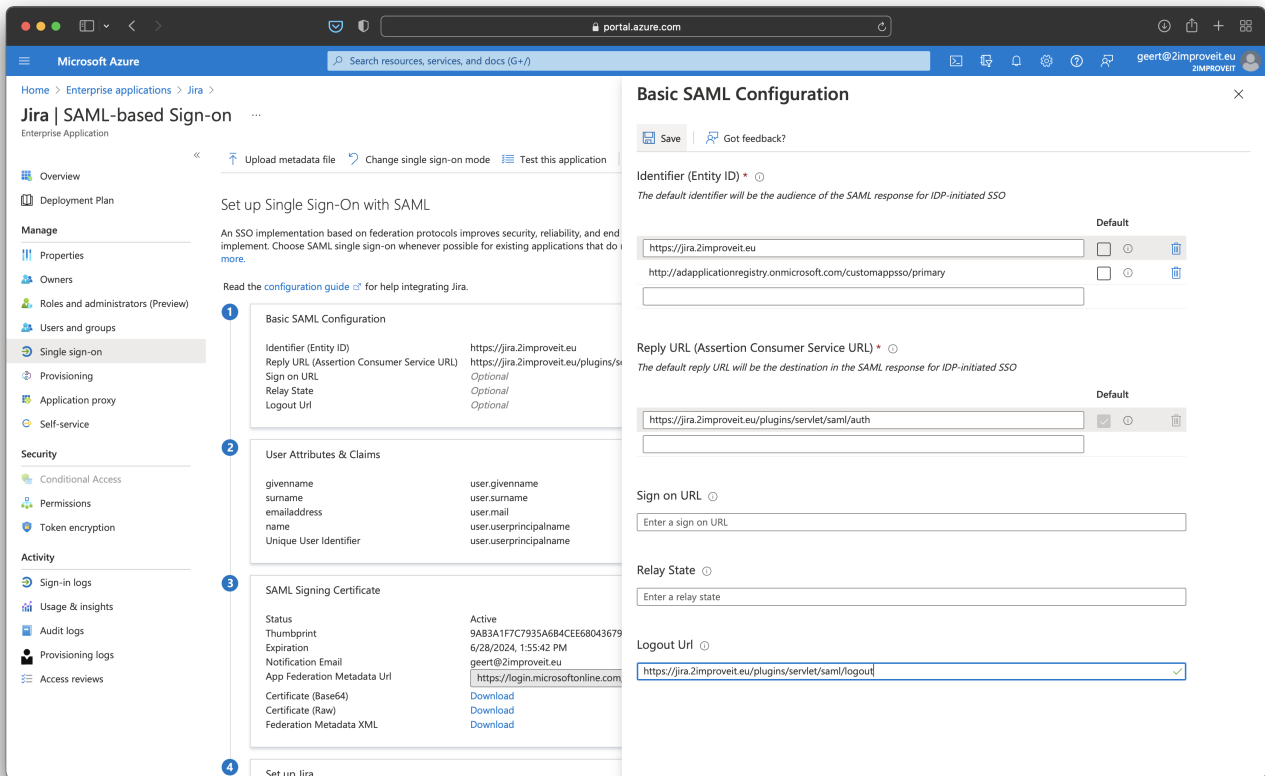 portal.azure.com
Microsoft Azure
Search resources, services, and docs (G+/)
geert@2improveit.eu
2IMPROVEIT
Home > Enterprise applications > Jira >
Jira | SAML-based Sign-on ...
Enterprise Application
«
Overview
Deployment Plan
Manage
Properties
Owners
Roles and administrators (Preview)
Users and groups
Single sign-on
Provisioning
Application proxy
Self-service
Security
Conditional Access
Permissions
Token encryption
Activity
Sign-in logs
Usage & insights
Audit logs
Provisioning logs
Access reviews
Upload metadata file Change single sign-on mode Test this application
Set up Single Sign-On with SAML
An SSO implementation based on federation protocols improves security, reliability, and end
implement. Choose SAML single sign-on whenever possible for existing applications that do
more.
Read the configuration guide for help integrating Jira.
1
Basic SAML Configuration
Identifier (Entity ID) https://jira.2improveit.eu
Reply URL (Assertion Consumer Service URL) https://jira.2improveit.eu/plugins/se
Sign on URL Optional
Relay State Optional
Logout Url Optional
2
User Attributes & Claims
givenname user.givenname
surname user.surname
emailaddress user.mail
name user.userprincipalname
Unique User Identifier user.userprincipalname
3
SAML Signing Certificate
Status Active
Thumbprint 9AB3A1F7C7935A6B4CEE68043679
Expiration 6/28/2024, 1:55:42 PM
Notification Email geert@2improveit.eu
App Federation Metadata Url https://login.microsoftonline.com
Certificate (Base64) Download
Certificate (Raw) Download
Federation Metadata XML Download
4
Set up Jira
Basic SAML Configuration
Save Got feedback?
Identifier (Entity ID) *
The default identifier will be the audience of the SAML response for IDP-initiated SSO
Default
https://jira.2improveit.eu
http://adapplicationregistry.onmicrosoft.com/customappsso/primary
Reply URL (Assertion Consumer Service URL) *
The default reply URL will be the destination in the SAML response for IDP-initiated SSO
Default
https://jira.2improveit.eu/plugins/servlet/saml/auth
Sign on URL
Enter a sign on URL
Relay State
Enter a relay state
Logout Url
https://jira.2improveit.eu/plugins/servlet/saml/logout